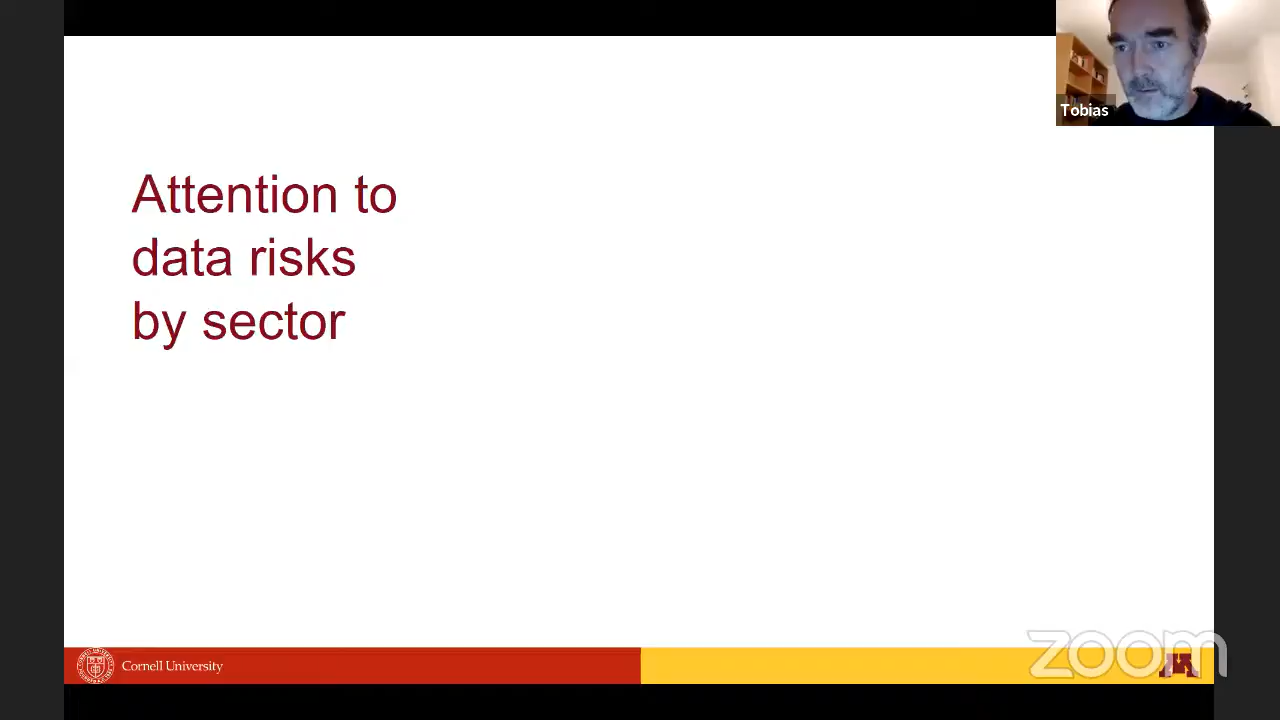 Tobias
Attention to
data risks
by sector
Cornell University
zoom
M